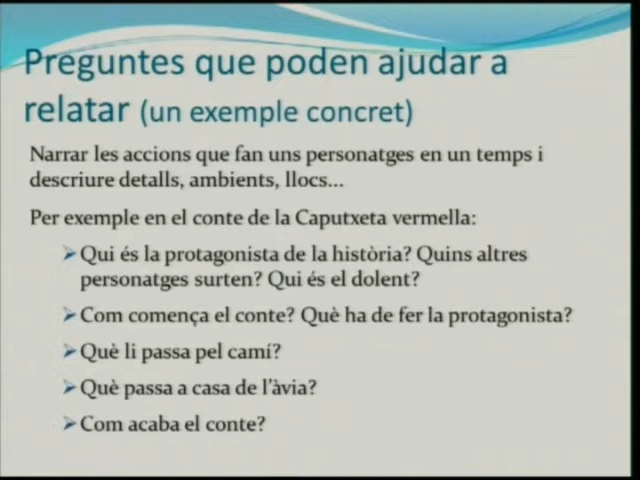 Preguntes que poden ajudar a
relatar (un exemple concret)
Narrar les accions que fan uns personatges en un temps i
descriure detalls, ambients, llocs...
Per exemple en el conte de la Caputxeta vermella:
Qui és la protagonista de la història? Quins altres
personatges surten? Qui és el dolent?
Com comença el conte? Què ha de fer la protagonista?
Què li passa pel camí?
Què passa a casa de l'àvia?
Com acaba el conte?